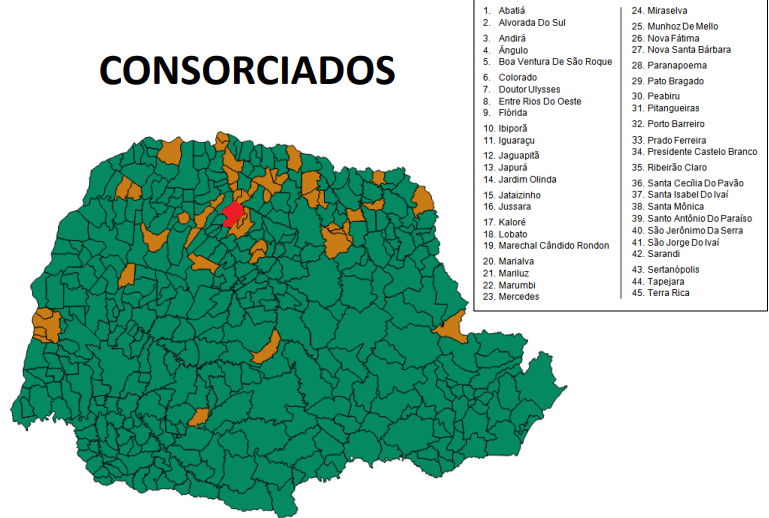 CONSORCIADOS
1. Abatiá
2. Alvorada Do Sul
3. Andirá
4. Ângulo
5. Boa Ventura De São Roque
6. Colorado
7. Doutor Ulysses
8. Entre Rios Do Oeste
9. Flórida
10. Ibiporã
11. Iguaraçu
12. Jaguapitã
13. Japurá
14. Jardim Olinda
15. Jataizinho
16. Jussara
17. Kaloré
18. Lobato
19. Marechal Cândido Rondon
20. Marialva
21. Mariluz
22. Marumbi
23. Mercedes
24. Miraselva
25. Munhoz De Mello
26. Nova Fátima
27. Nova Santa Bárbara
28. Paranapoema
29. Pato Bragado
30. Peabiru
31. Pitangueiras
32. Porto Barreiro
33. Prado Ferreira
34. Presidente Castelo Branco
35. Ribeirão Claro
36. Santa Cecília Do Pavão
37. Santa Isabel Do Ivaí
38. Santa Mônica
39. Santo Antônio Do Paraíso
40. São Jerônimo Da Serra
41. São Jorge Do Ivaí
42. Sarandi
43. Sertanópolis
44. Tapejara
45. Terra Rica